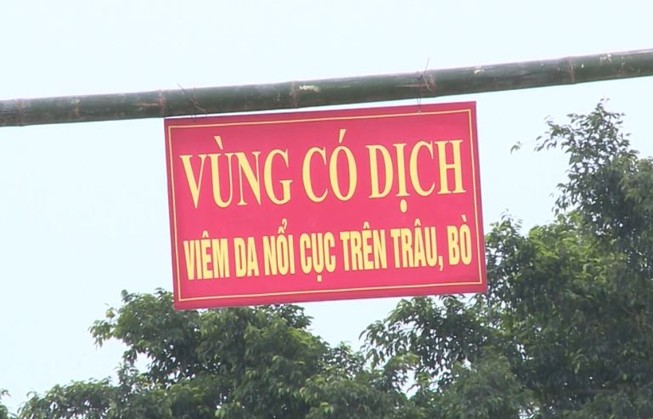 VÙNG CÓ DỊCH
VIÊM DA NỔI CỤC TRÊN TRÂU, BÒ